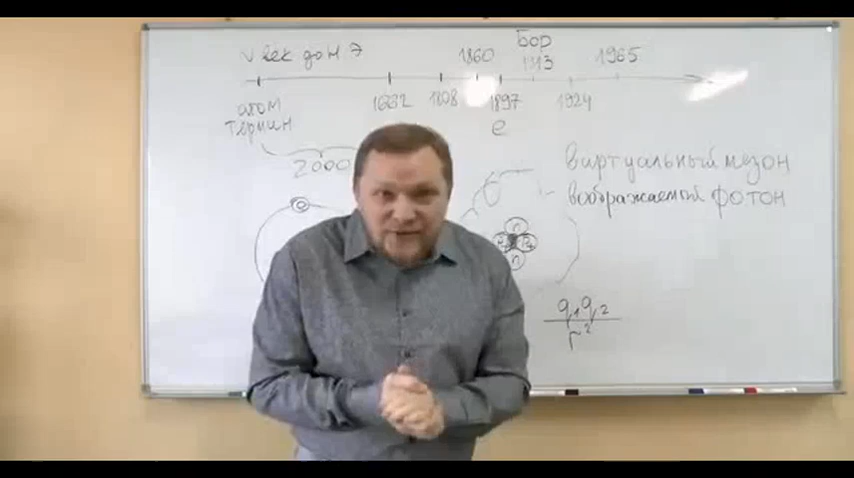 V век до н э
1860
Бор
1913
1965
атом
термин
1662
1808
1897
1924
е
2000
виртуальный мезон
воображаемый фотон
n
n
q₁q₂
r²